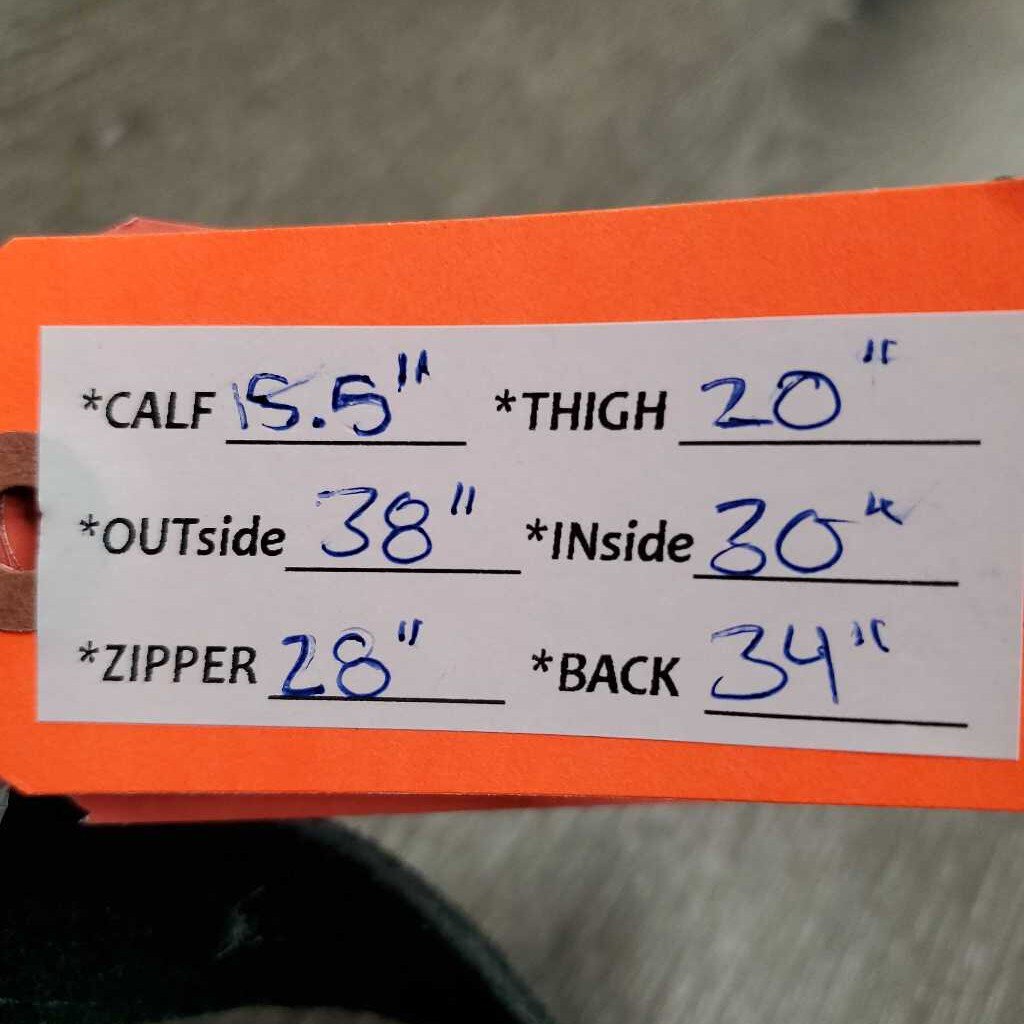 *CALF 15.5" *THIGH 20"
*OUTside 38" *INside 30"
*ZIPPER 28" *BACK 34"